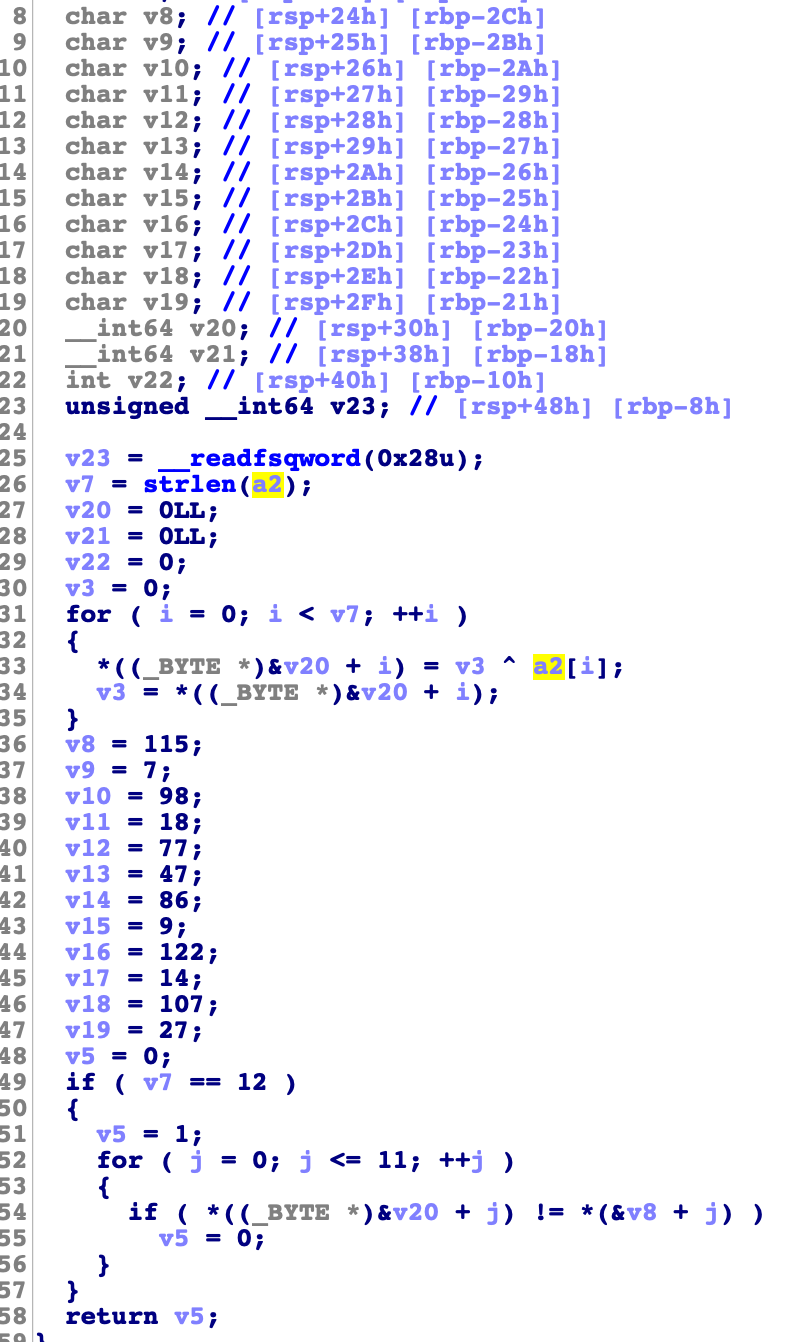 8 char v8; // [rsp+24h] [rbp-2Ch]
9 char v9; // [rsp+25h] [rbp-2Bh]
10 char v10; // [rsp+26h] [rbp-2Ah]
11 char v11; // [rsp+27h] [rbp-29h]
12 char v12; // [rsp+28h] [rbp-28h]
13 char v13; // [rsp+29h] [rbp-27h]
14 char v14; // [rsp+2Ah] [rbp-26h]
15 char v15; // [rsp+2Bh] [rbp-25h]
16 char v16; // [rsp+2Ch] [rbp-24h]
17 char v17; // [rsp+2Dh] [rbp-23h]
18 char v18; // [rsp+2Eh] [rbp-22h]
19 char v19; // [rsp+2Fh] [rbp-21h]
20 __int64 v20; // [rsp+30h] [rbp-20h]
21 __int64 v21; // [rsp+38h] [rbp-18h]
22 int v22; // [rsp+40h] [rbp-10h]
23 unsigned __int64 v23; // [rsp+48h] [rbp-8h]
24
25 v23 = __readfsqword(0x28u);
26 v7 = strlen(a2);
27 v20 = 0LL;
28 v21 = 0LL;
29 v22 = 0;
30 v3 = 0;
31 for ( i = 0; i < v7; ++i )
32 {
33 *((_BYTE *)&v20 + i) = v3 ^ a2[i];
34 v3 = *((_BYTE *)&v20 + i);
35 }
36 v8 = 115;
37 v9 = 7;
38 v10 = 98;
39 v11 = 18;
40 v12 = 77;
41 v13 = 47;
42 v14 = 86;
43 v15 = 9;
44 v16 = 122;
45 v17 = 14;
46 v18 = 107;
47 v19 = 27;
48 v5 = 0;
49 if ( v7 == 12 )
50 {
51 v5 = 1;
52 for ( j = 0; j <= 11; ++j )
53 {
54 if ( *((_BYTE *)&v20 + j) != *(&v8 + j) )
55 v5 = 0;
56 }
57 }
58 return v5;
59 }